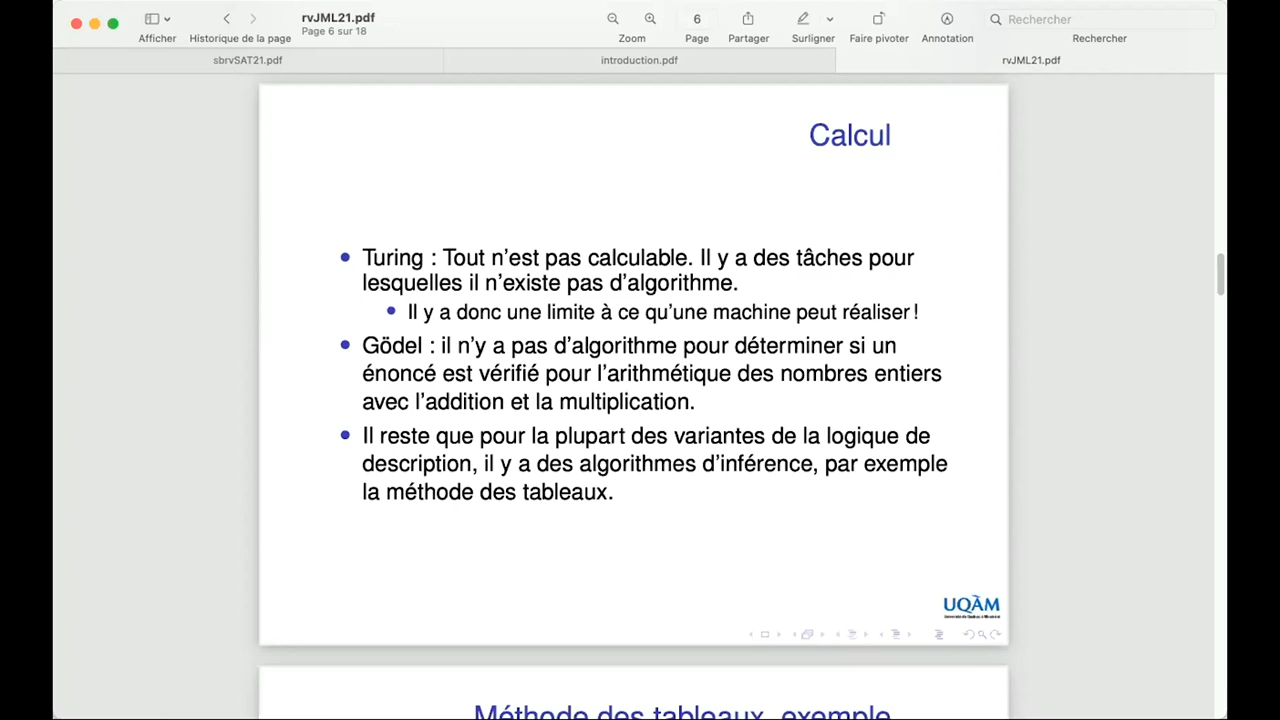 rvJML21.pdf
Page 6 sur 18
6
Rechercher
Afficher
Historique de la page
Zoom
Page
Partager
Surligner
Faire pivoter
Annotation
Rechercher
sbrvSAT21.pdf
introduction.pdf
rvJML21.pdf
Calcul
• Turing : Tout n'est pas calculable. Il y a des tâches pour
lesquelles il n'existe pas d'algorithme.
• Il y a donc une limite à ce qu'une machine peut réaliser !
• Gödel : il n'y a pas d'algorithme pour déterminer si un
énoncé est vérifié pour l'arithmétique des nombres entiers
avec l'addition et la multiplication.
• Il reste que pour la plupart des variantes de la logique de
description, il y a des algorithmes d'inférence, par exemple
la méthode des tableaux.
UQÀM
Université du Québec à Montréal
Méthode des tableaux, exemple